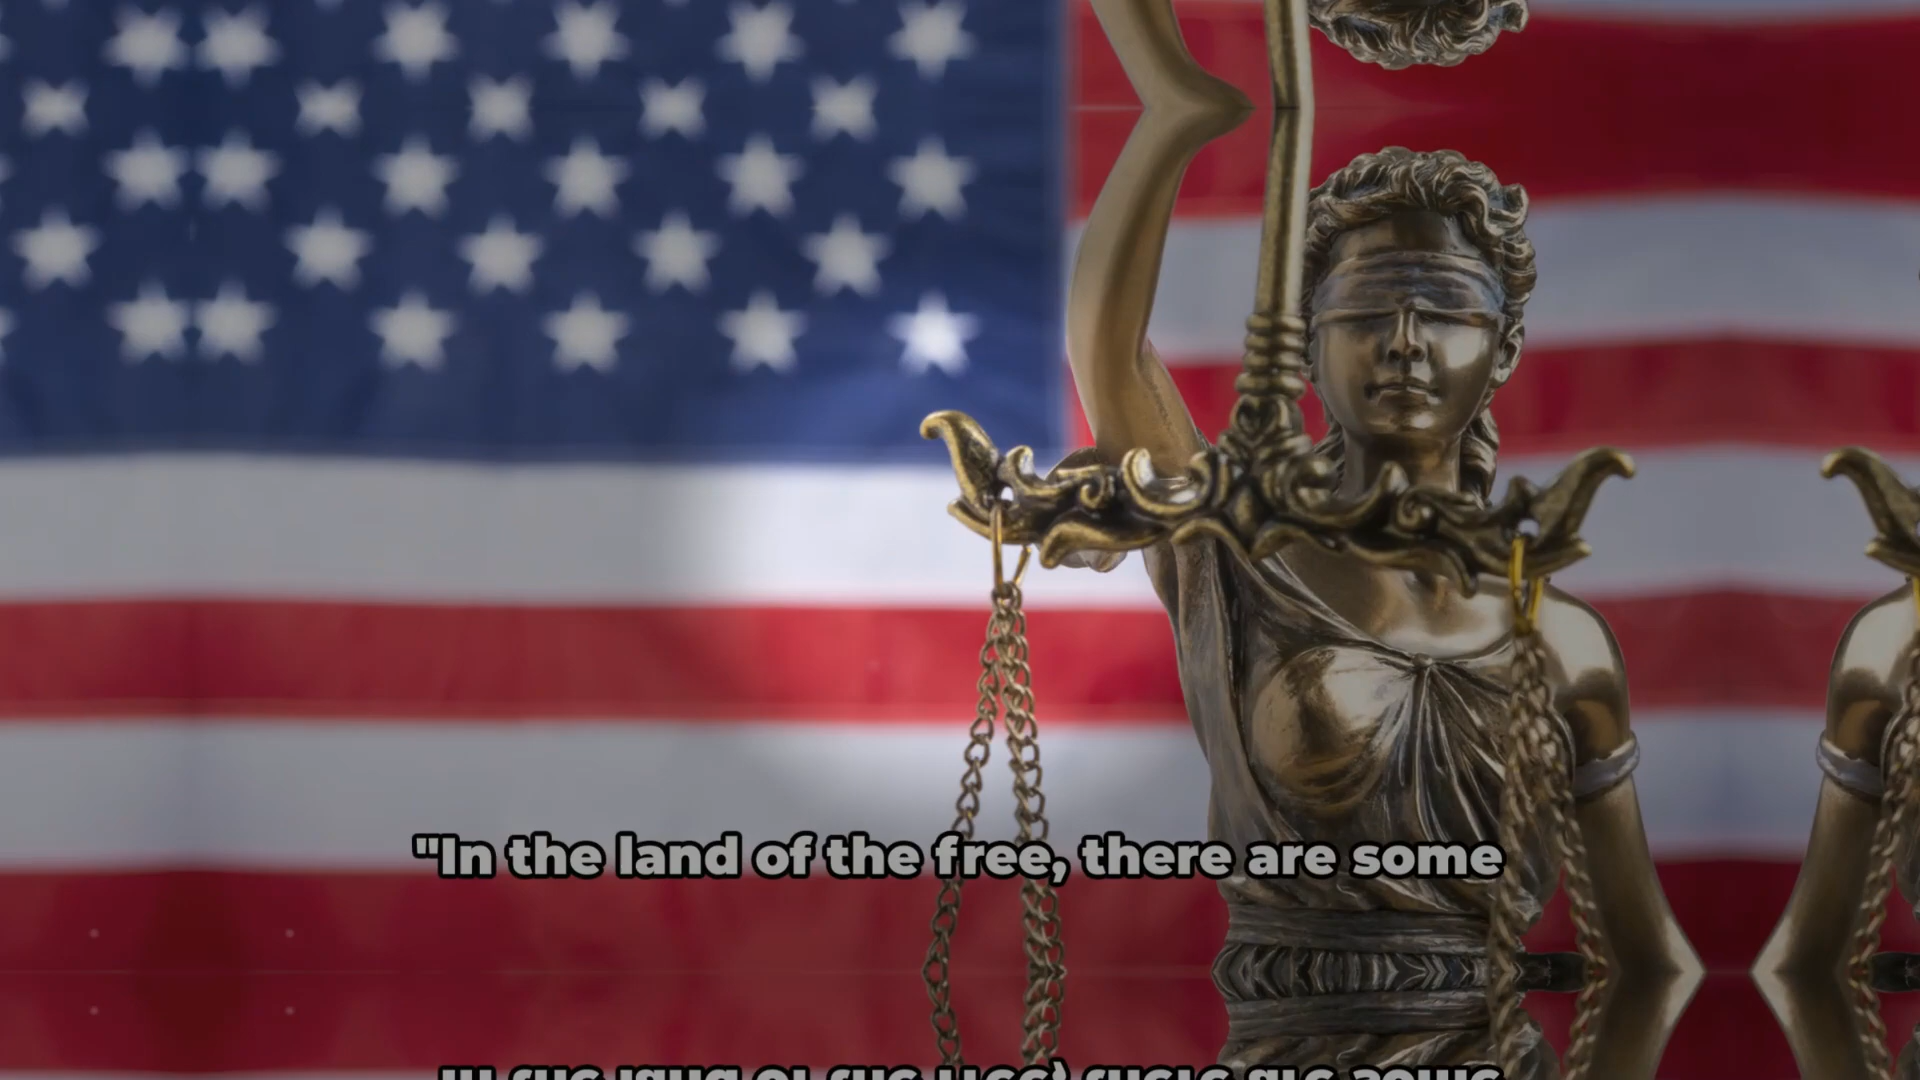 "In the land of the free, there are some